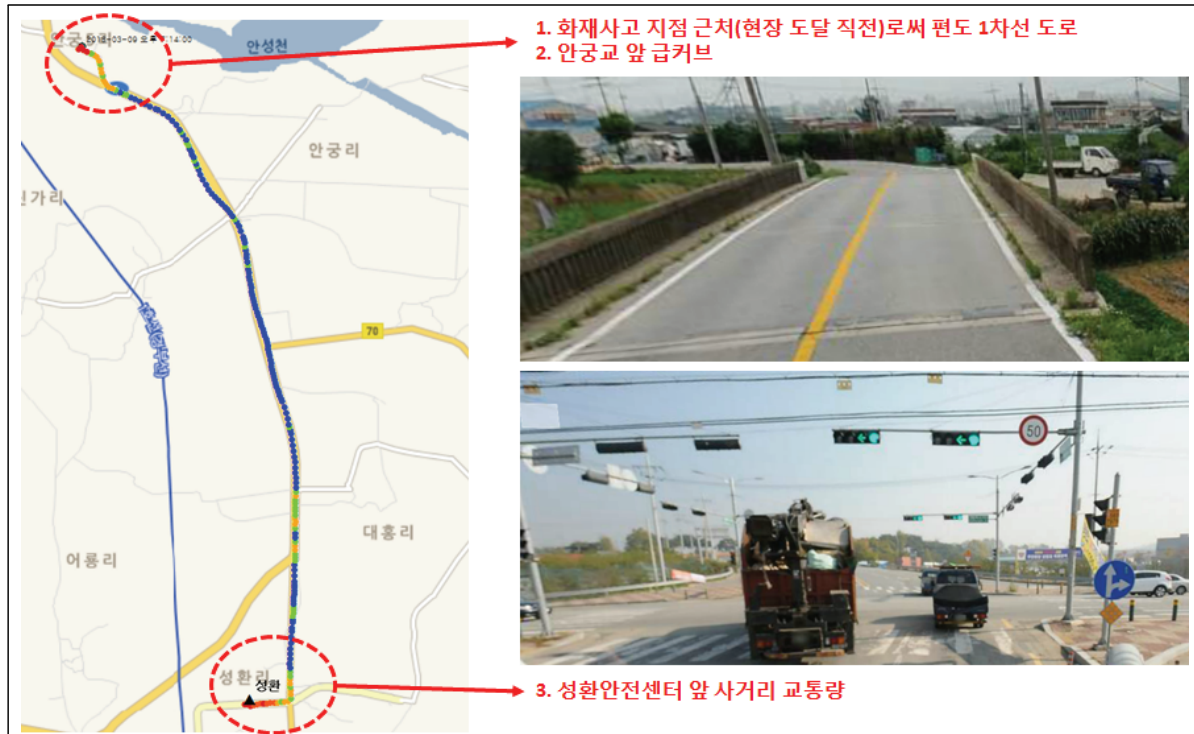 1. 화재사고 지점 근처(현장 도달 직전)로써 편도 1차선 도로
2. 안궁교 앞 급커브
안성천
안궁리
70
어룡리
대홍리
성환리
성환
50
3. 성환안전센터 앞 사거리 교통량